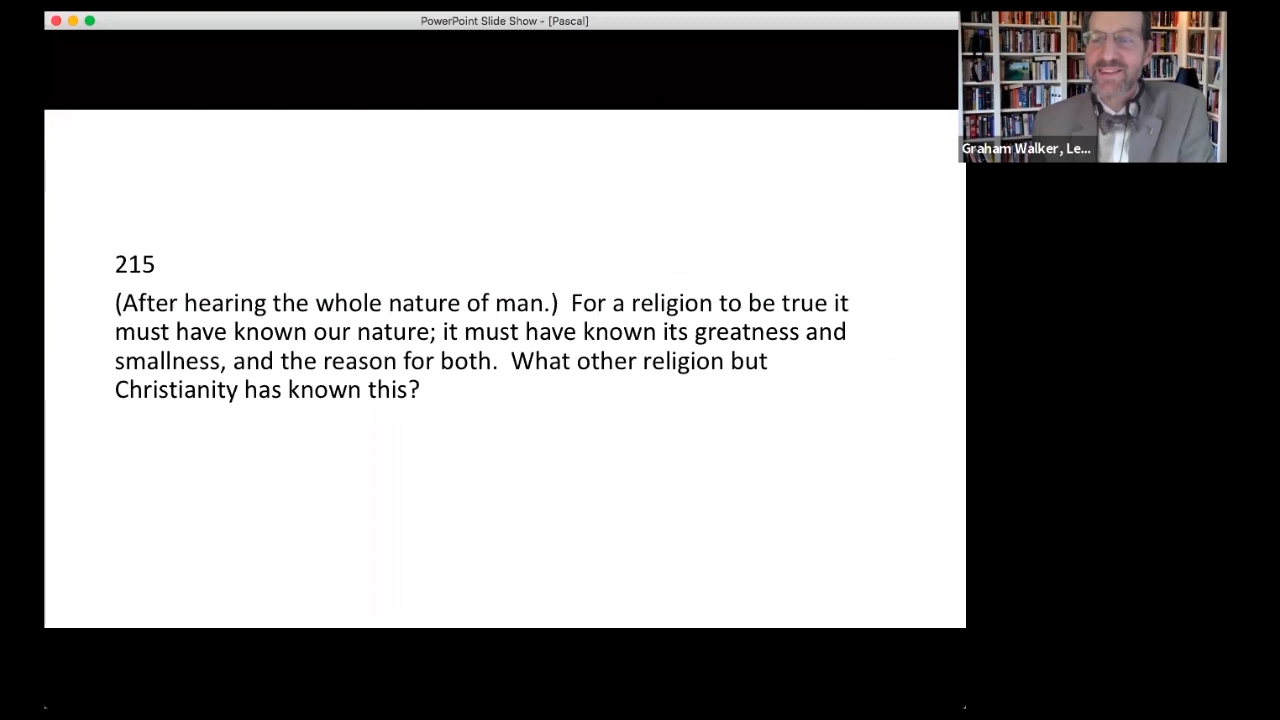 PowerPoint Slide Show - [Pascal]
Graham Walker, Le...
215
(After hearing the whole nature of man.)  For a religion to be true it
must have known our nature; it must have known its greatness and
smallness, and the reason for both.  What other religion but
Christianity has known this?